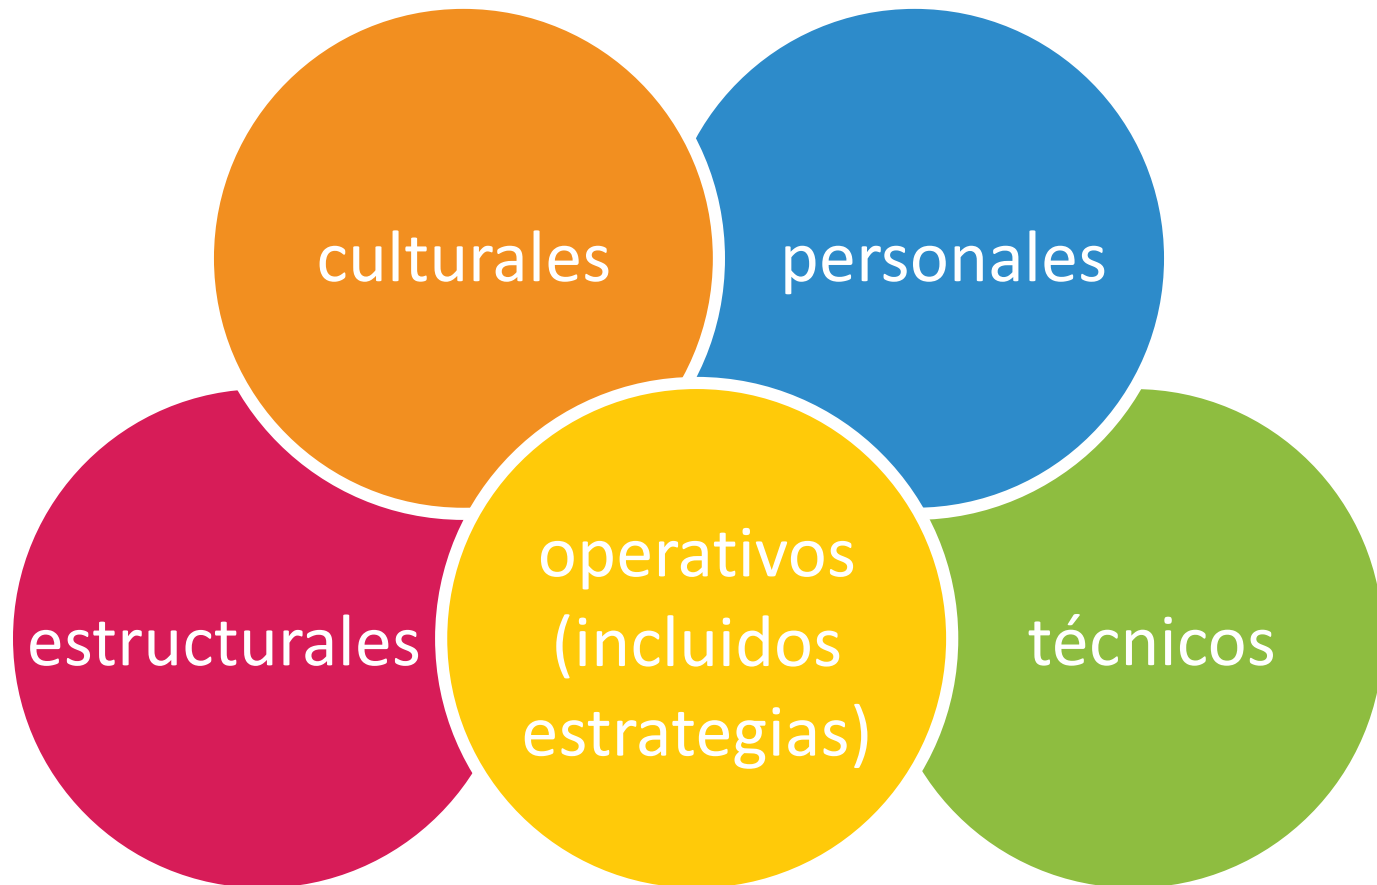 culturales
personales
estructurales
operativos
(incluidos
estrategias)
técnicos